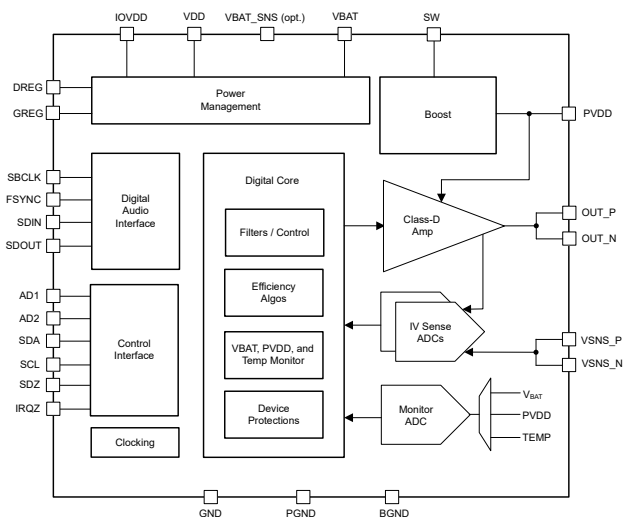 IOVDD
VDD
VBAT_SNS (opt.)
VBAT
SW
DREG
GREG
Power
Management
Boost
PVDD
SBCLK
FSYNC
SDIN
SDOUT
Digital
Audio
Interface
Digital Core
Filters / Control
Efficiency
Algos
VBAT, PVDD, and
Temp Monitor
Device
Protections
Class-D
Amp
OUT_P
OUT_N
IV Sense
ADCs
VSNS_P
VSNS_N
AD1
AD2
SDA
SCL
SDZ
IRQZ
Control
Interface
Clocking
Monitor
ADC
VBAT
PVDD
TEMP
GND
PGND
BGND